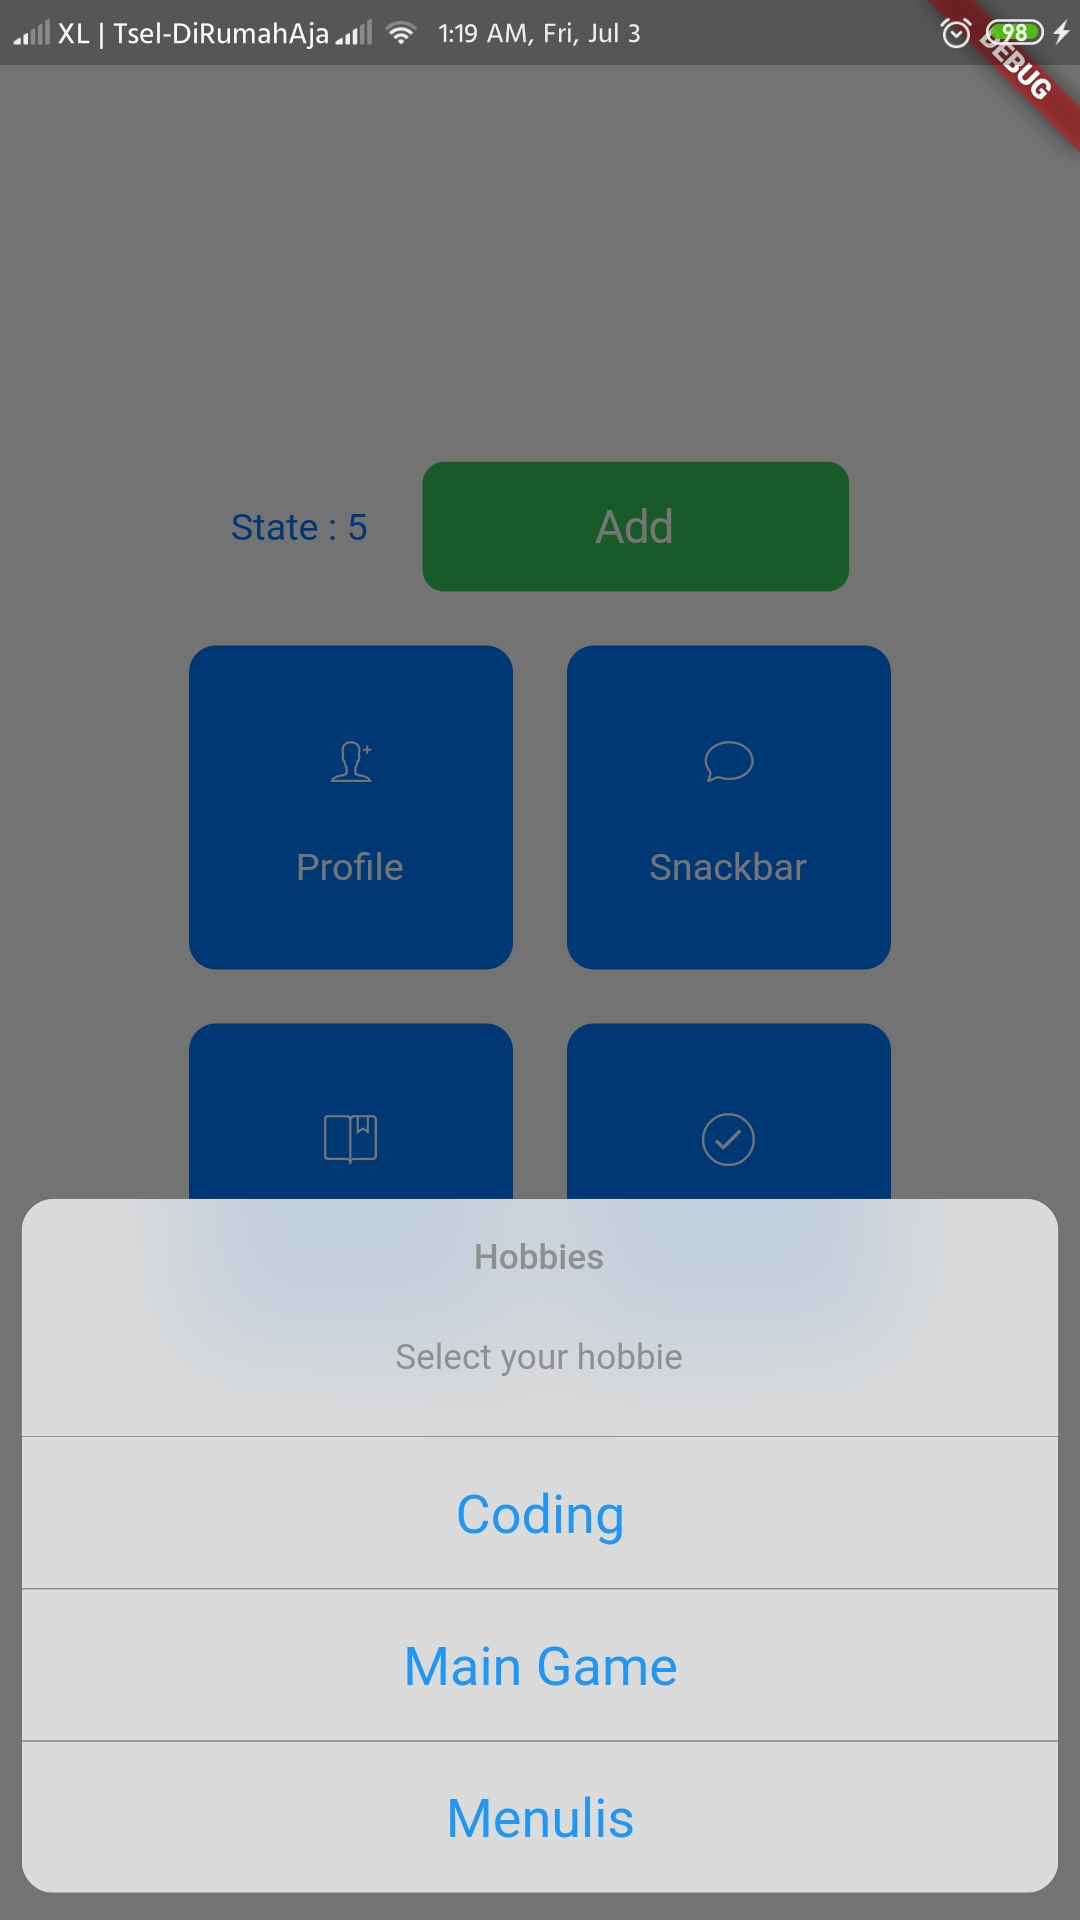 XL | Tsel-DiRumahAja 1:19 AM, Fri, Jul 3 98
DEBUG
State : 5
Add
Profile
Snackbar
Hobbies
Select your hobbie
Coding
Main Game
Menulis